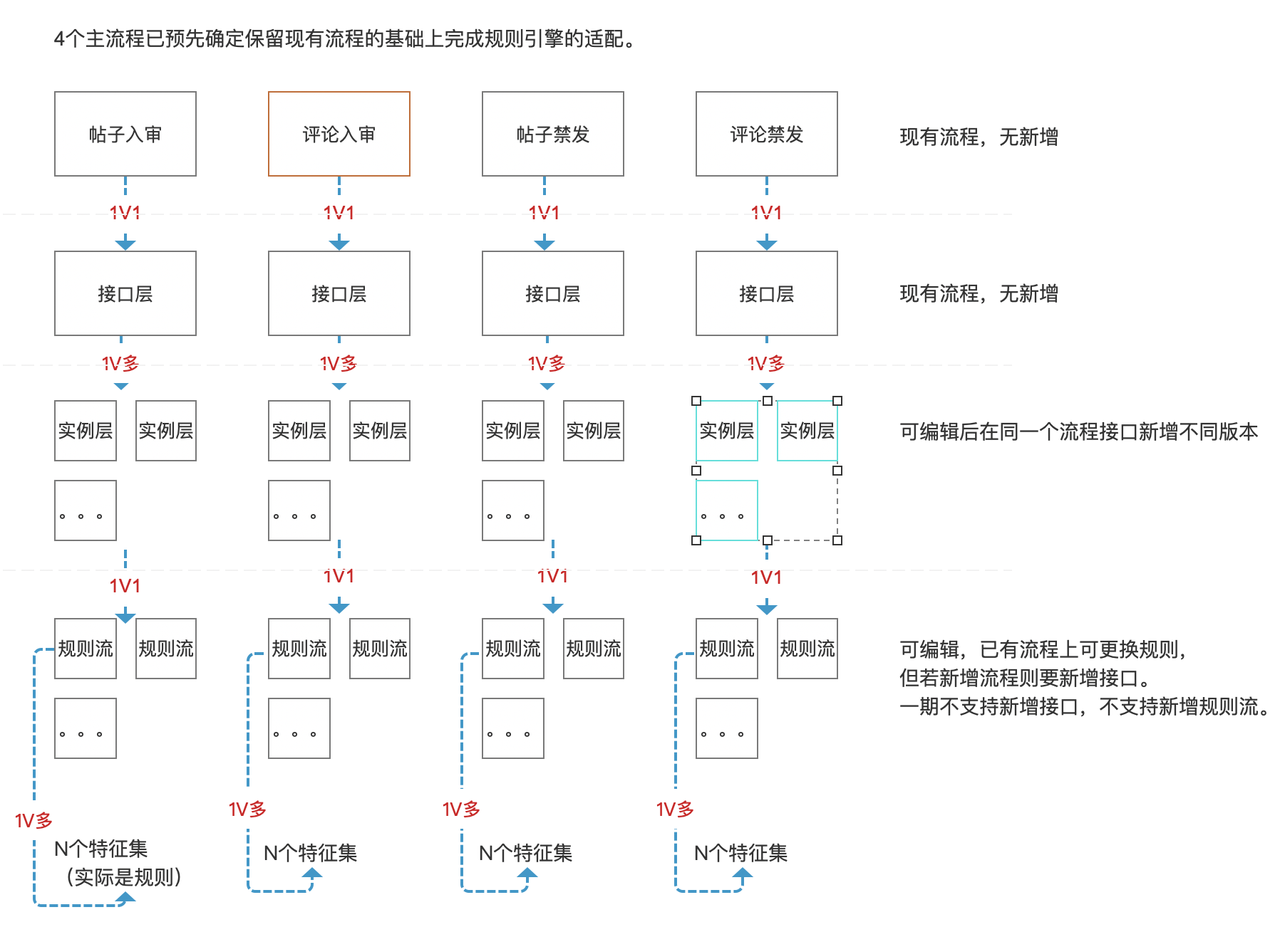 4个主流程已预先确定保留现有流程的基础上完成规则引擎的适配。
帖子入审
评论入审
帖子禁发
评论禁发
现有流程，无新增
1V1
1V1
1V1
1V1
接口层
接口层
接口层
接口层
现有流程，无新增
1V多
1V多
1V多
1V多
实例层
实例层
实例层
实例层
实例层
实例层
实例层
实例层
可编辑后在同一个流程接口新增不同版本
。。。
。。。
。。。
。。。
1V1
1V1
1V1
1V1
规则流
规则流
规则流
规则流
规则流
规则流
规则流
规则流
可编辑，已有流程上可更换规则，
但若新增流程则要新增接口。
一期不支持新增接口，不支持新增规则流。
。。。
。。。
。。。
。。。
1V多
1V多
1V多
1V多
N个特征集
（实际是规则）
N个特征集
N个特征集
N个特征集